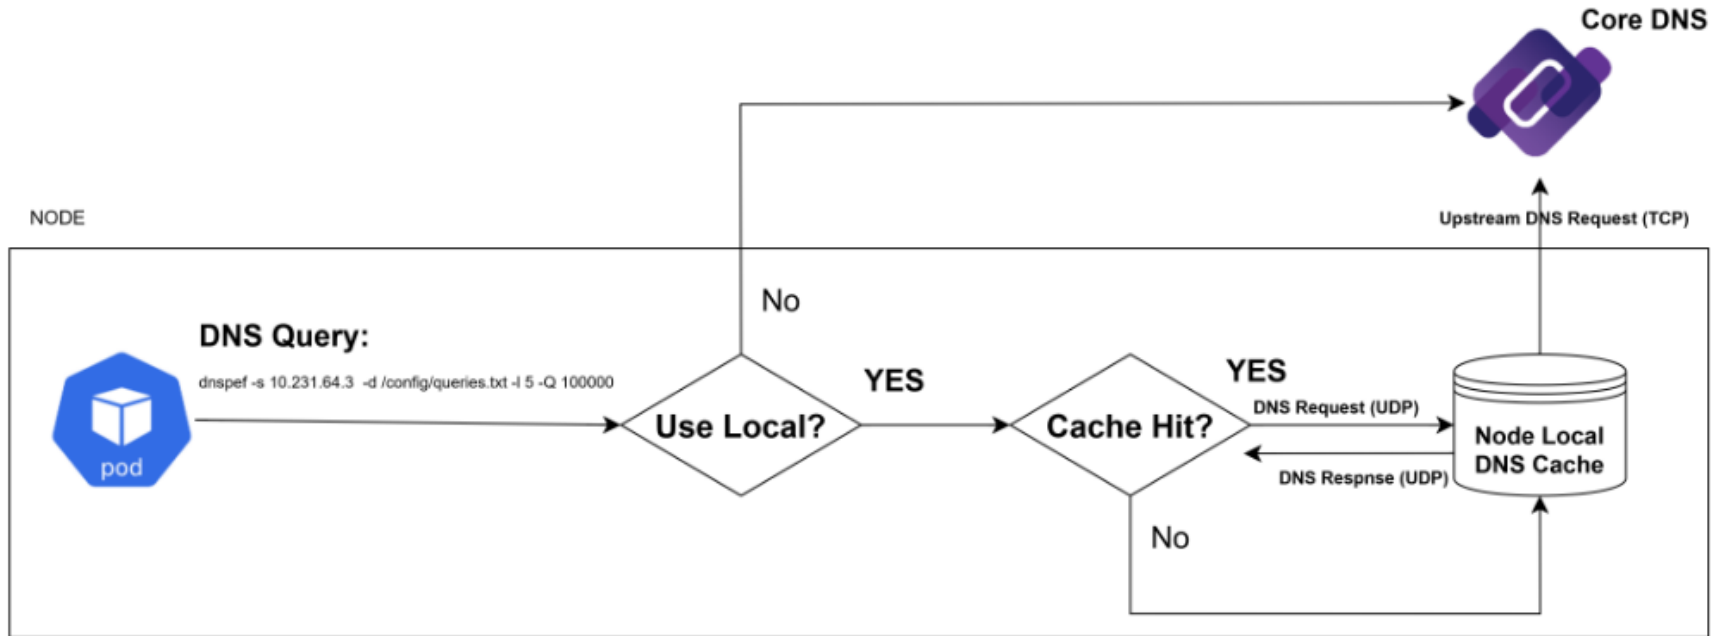 Core DNS
NODE
Upstream DNS Request (TCP)
No
DNS Query:
dnspef -s 10.231.64.3 -d /config/queries.txt -l 5 -Q 100000
pod
Use Local?
YES
Cache Hit?
YES
DNS Request (UDP)
DNS Respnse (UDP)
Node Local
DNS Cache
No